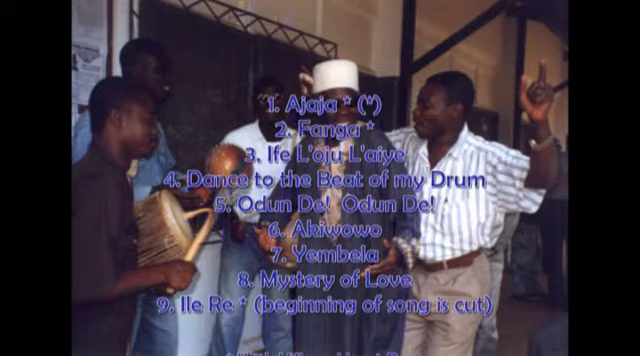 1. Ajaja * (")
2. Fanga *
3. Ife L'oju L'aiye
4. Dance to the Beat of my Drum
5. Odun De!  Odun De!
6. Akiwowo
7. Yembela
8. Mystery of Love
9. Ile Re * (beginning of song is cut)